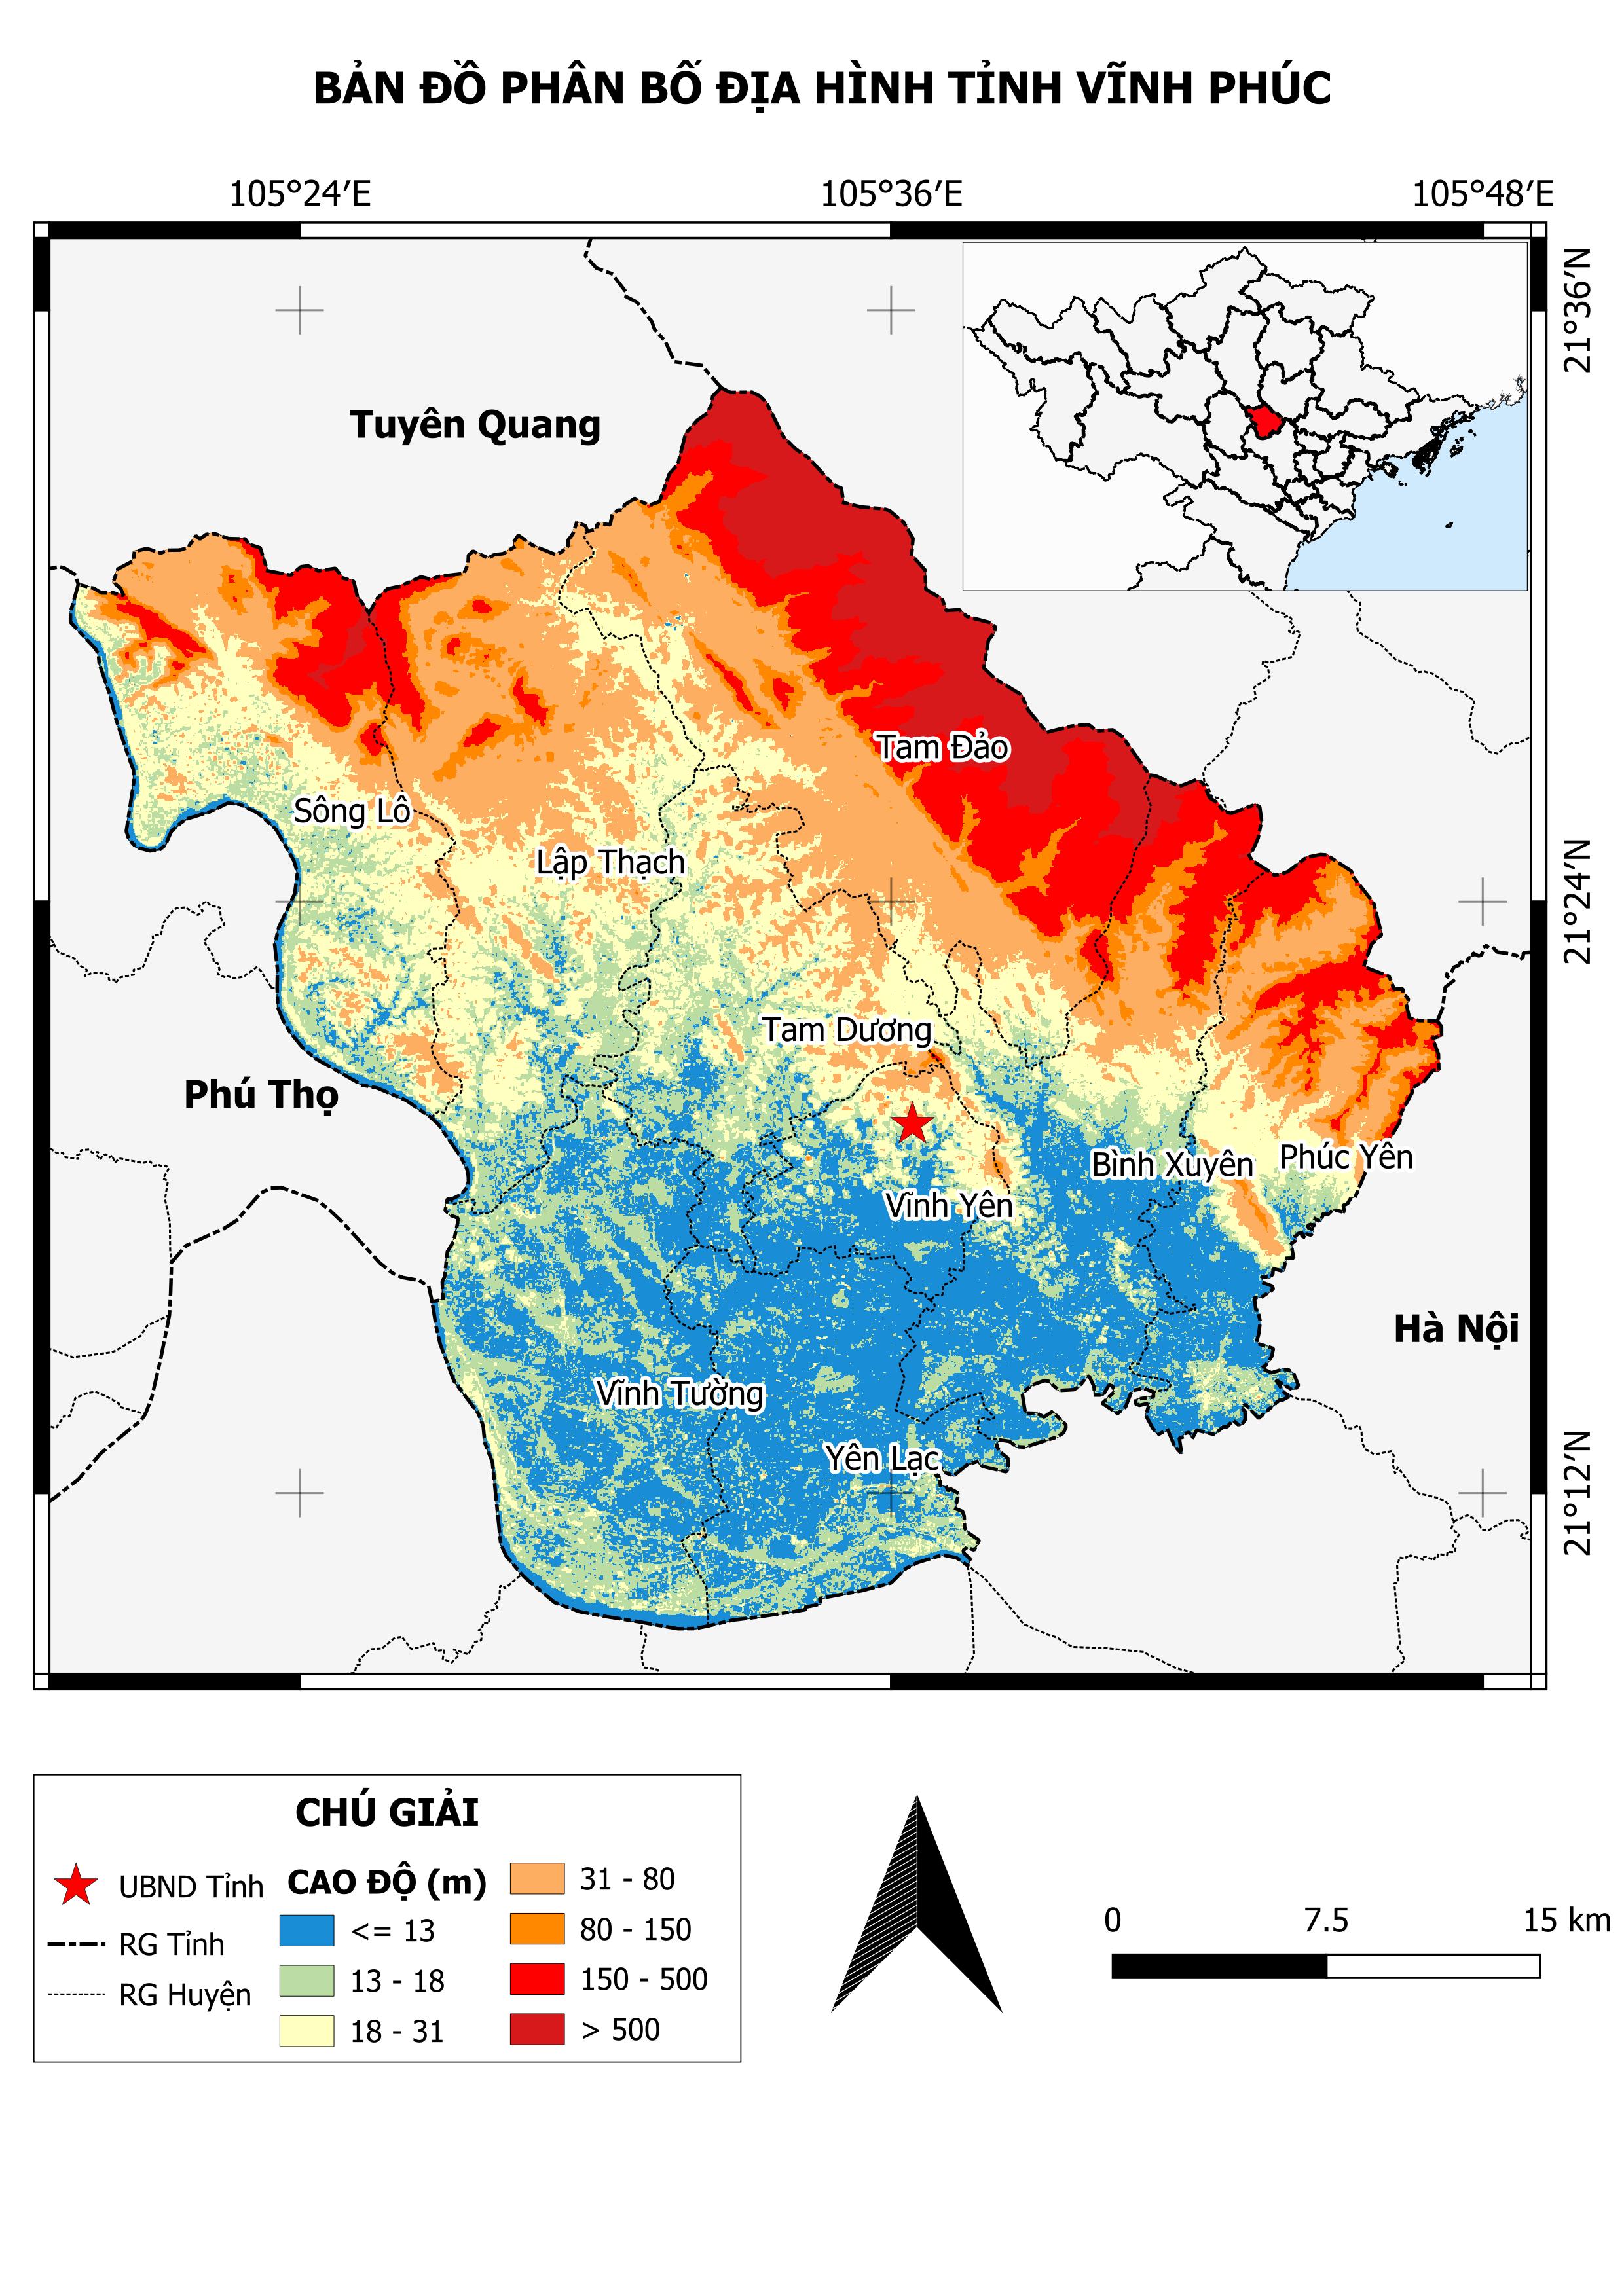 BẢN ĐỒ PHÂN BỐ ĐỊA HÌNH TỈNH VĨNH PHÚC
105°24′E 105°36′E 105°48′E
21°36′N
Tuyên Quang
Tam Đảo
Sông Lô
Lập Thạch
21°24′N
Tam Dương
Phú Thọ
Bình Xuyên Phúc Yên
Vĩnh Yên
Hà Nội
Vĩnh Tường
Yên Lạc
21°12′N
CHÚ GIẢI
UBND Tỉnh
RG Tỉnh
RG Huyện
CAO ĐỘ (m)
<= 13
13 - 18
18 - 31
31 - 80
80 - 150
150 - 500
> 500
0 7.5 15 km